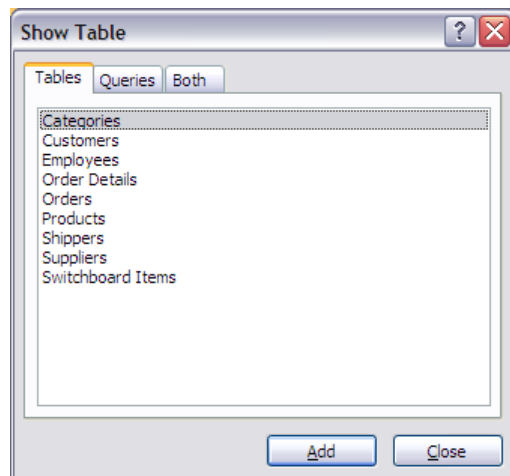 Show Table
?
Tables Queries Both
Categories
Customers
Employees
Order Details
Orders
Products
Shippers
Suppliers
Switchboard Items
Add Close